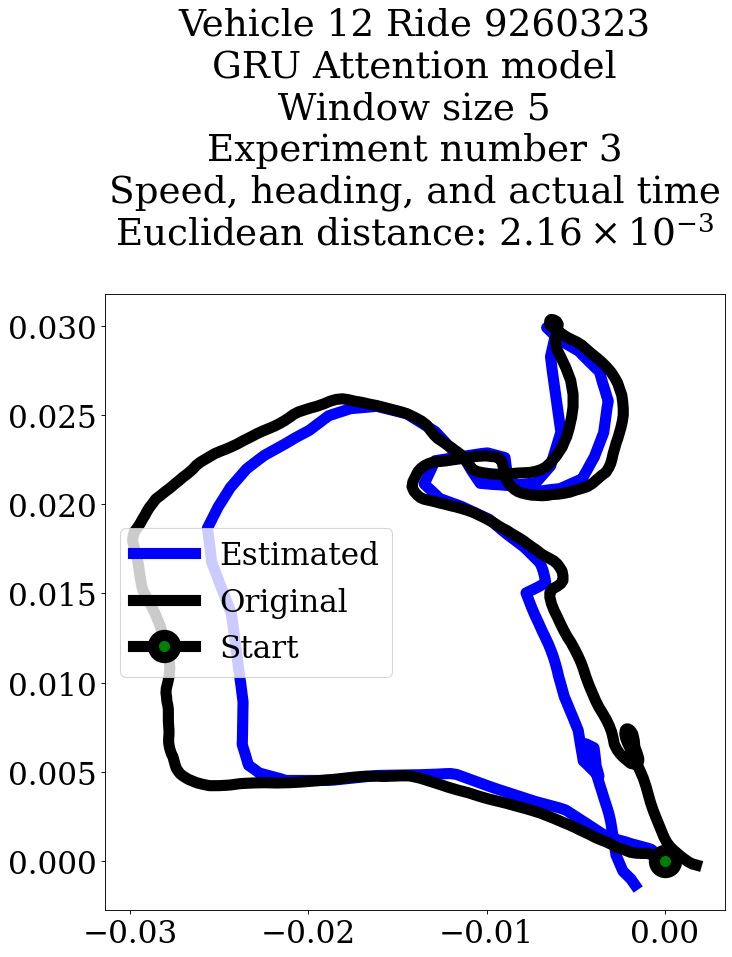 Vehicle 12 Ride 9260323
GRU Attention model
Window size 5
Experiment number 3
Speed, heading, and actual time
Euclidean distance: 2.16 × 10⁻³
0.030
0.025
0.020
0.015
0.010
0.005
0.000
Estimated
Original
Start
−0.03 −0.02 −0.01 0.00